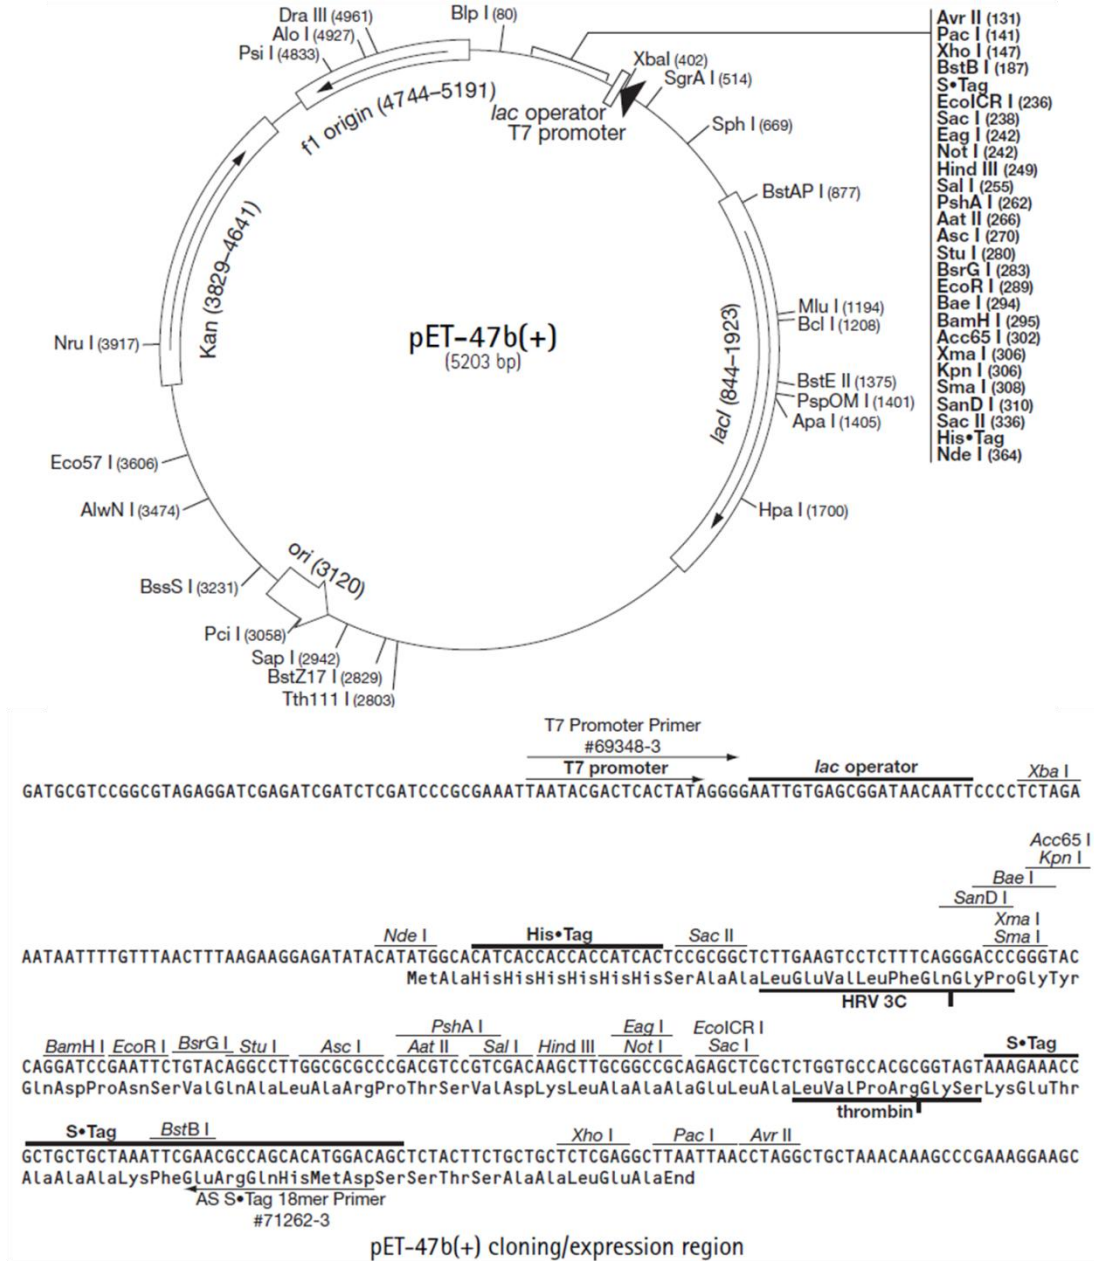 Dra III (4961)
Alo I (4927)
Psi I (4833)
Blp I (80)
XbaI (402)
SgrA I (514)
Sph I (669)
BstAP I (877)
Mlu I (1194)
Bcl I (1208)
BstE II (1375)
PspOM I (1401)
Apa I (1405)
Hpa I (1700)
lac operator
T7 promoter
f1 origin (4744–5191)
Kan (3829–4641)
lacI (844–1923)
ori (3120)
pET-47b(+)
(5203 bp)
Nru I (3917)
Eco57 I (3606)
AlwN I (3474)
BssS I (3231)
Pci I (3058)
Sap I (2942)
BstZ17 I (2829)
Tth111 I (2803)
Avr II (131)
Pac I (141)
Xho I (147)
BstB I (187)
S•Tag
EcoICR I (236)
Sac I (238)
Eag I (242)
Not I (242)
Hind III (249)
Sal I (255)
PshA I (262)
Aat II (266)
Asc I (270)
Stu I (280)
BsrG I (283)
EcoR I (289)
Bae I (294)
BamH I (295)
Acc65 I (302)
Xma I (306)
Kpn I (306)
Sma I (308)
SanD I (310)
Sac II (336)
His•Tag
Nde I (364)
T7 Promoter Primer
#69348-3
T7 promoter
lac operator
Xba I
GATGCGTCCGGCGTAGAGGATCGAGATCGATCTCGATCCCGCGAAATTAATACGACTCACTATAGGGGAATTGTGAGCGGATAACAATTCCCCTCTAGA
Acc65 I
Kpn I
Bae I
SanD I
Xma I
Nde I His•Tag Sac II Sma I
AATAATTTTGTTTAACTTTAAGAAGGAGATATACATATGGCACATCACCACCACCATCACTCCGCGGCTCTTGAAGTCCTCTTTCAGGGACCCGGGTAC
MetAlaHisHisHisHisHisHisSerAlaAlaLeuGluValLeuPheGlnGlyProGlyTyr
HRV 3C
PshA I Eag I EcoICR I
BamH I EcoR I BsrG I Stu I Asc I Aat II Sal I Hind III Not I Sac I S•Tag
CAGGATCCGAATTCTGTACAGGCCTTGGCGCGCCCGACGTCCGTCGACAAGCTTGCGGCCGCAGAGCTCGCTCTGGTGCCACGCGGTAGTAAAGAAACC
GlnAspProAsnSerValGlnAlaLeuAlaArgProThrSerValAspLysLeuAlaAlaAlaGluLeuAlaLeuValProArgGlySerLysGluThr
thrombin
S•Tag BstB I Xho I Pac I Avr II
GCTGCTGCTAAATTCGAACGCCAGCACATGGACAGCTCTACTTCTGCTGCTCTCGAGGCTTAATTAACCTAGGCTGCTAAACAAAGCCCGAAAGGAAGC
AlaAlaAlaLysPheGluArgGlnHisMetAspSerSerThrSerAlaAlaLeuGluAlaEnd
AS S•Tag 18mer Primer
#71262-3
pET-47b(+) cloning/expression region